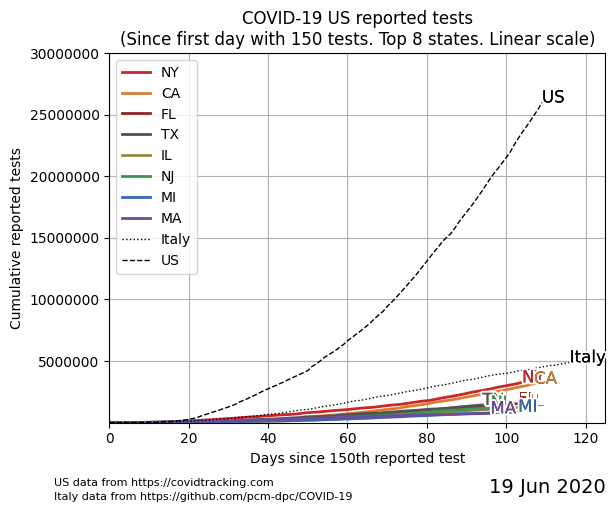 COVID-19 US reported tests
(Since first day with 150 tests. Top 8 states. Linear scale)
30000000
25000000
20000000
15000000
10000000
5000000
Cumulative reported tests
NY
CA
FL
TX
IL
NJ
MI
MA
Italy
US
US
Italy
CA
MI
MA
0
20
40
60
80
100
120
Days since 150th reported test
US data from https://covidtracking.com
Italy data from https://github.com/pcm-dpc/COVID-19
19 Jun 2020